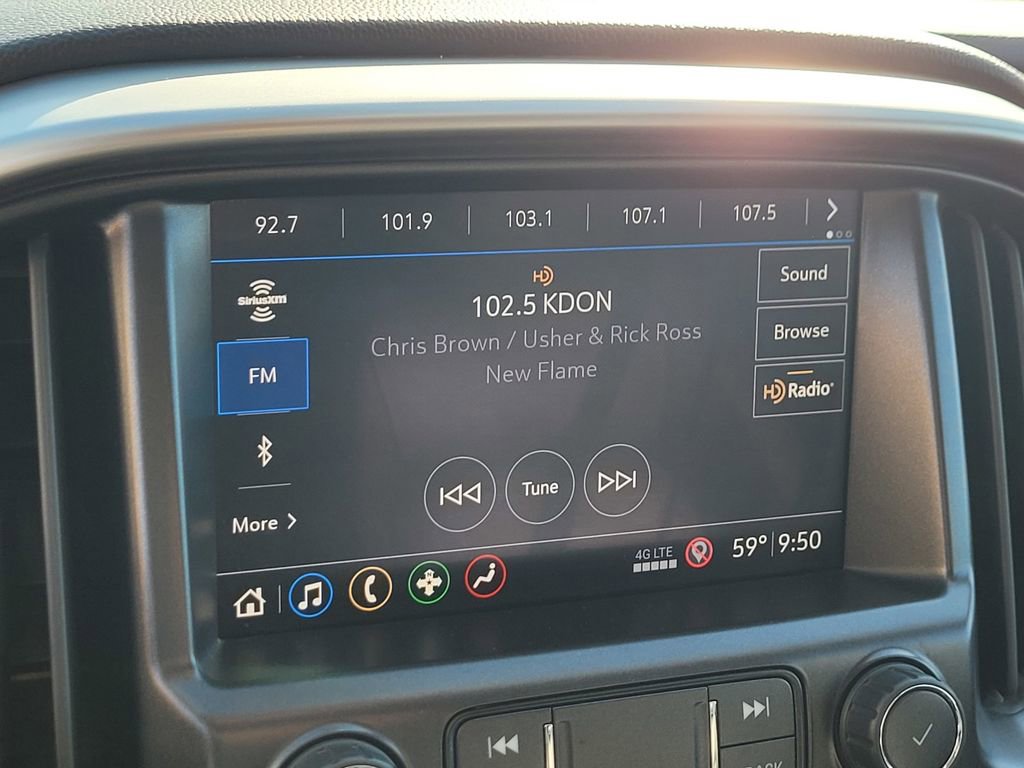 92.7 101.9 103.1 107.1 107.5
SiriusXM
HD
102.5 KDON
Sound
Chris Brown / Usher & Rick Ross
Browse
FM
New Flame
HD Radio
Tune
More
4G LTE
59° 9:50
BACK